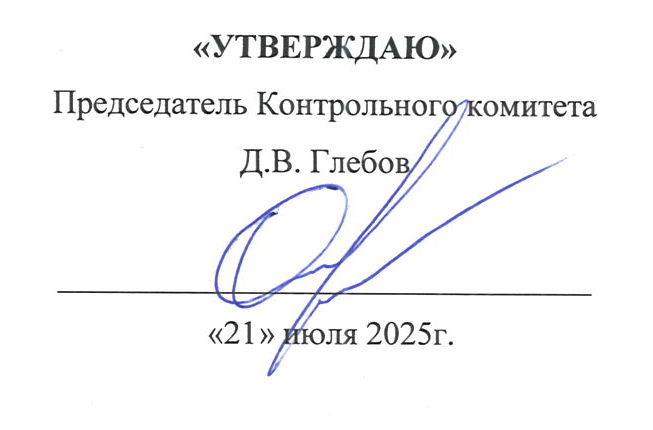 «УТВЕРЖДАЮ»
Председатель Контрольного комитета
Д.В. Глебов
«21» июля 2025г.